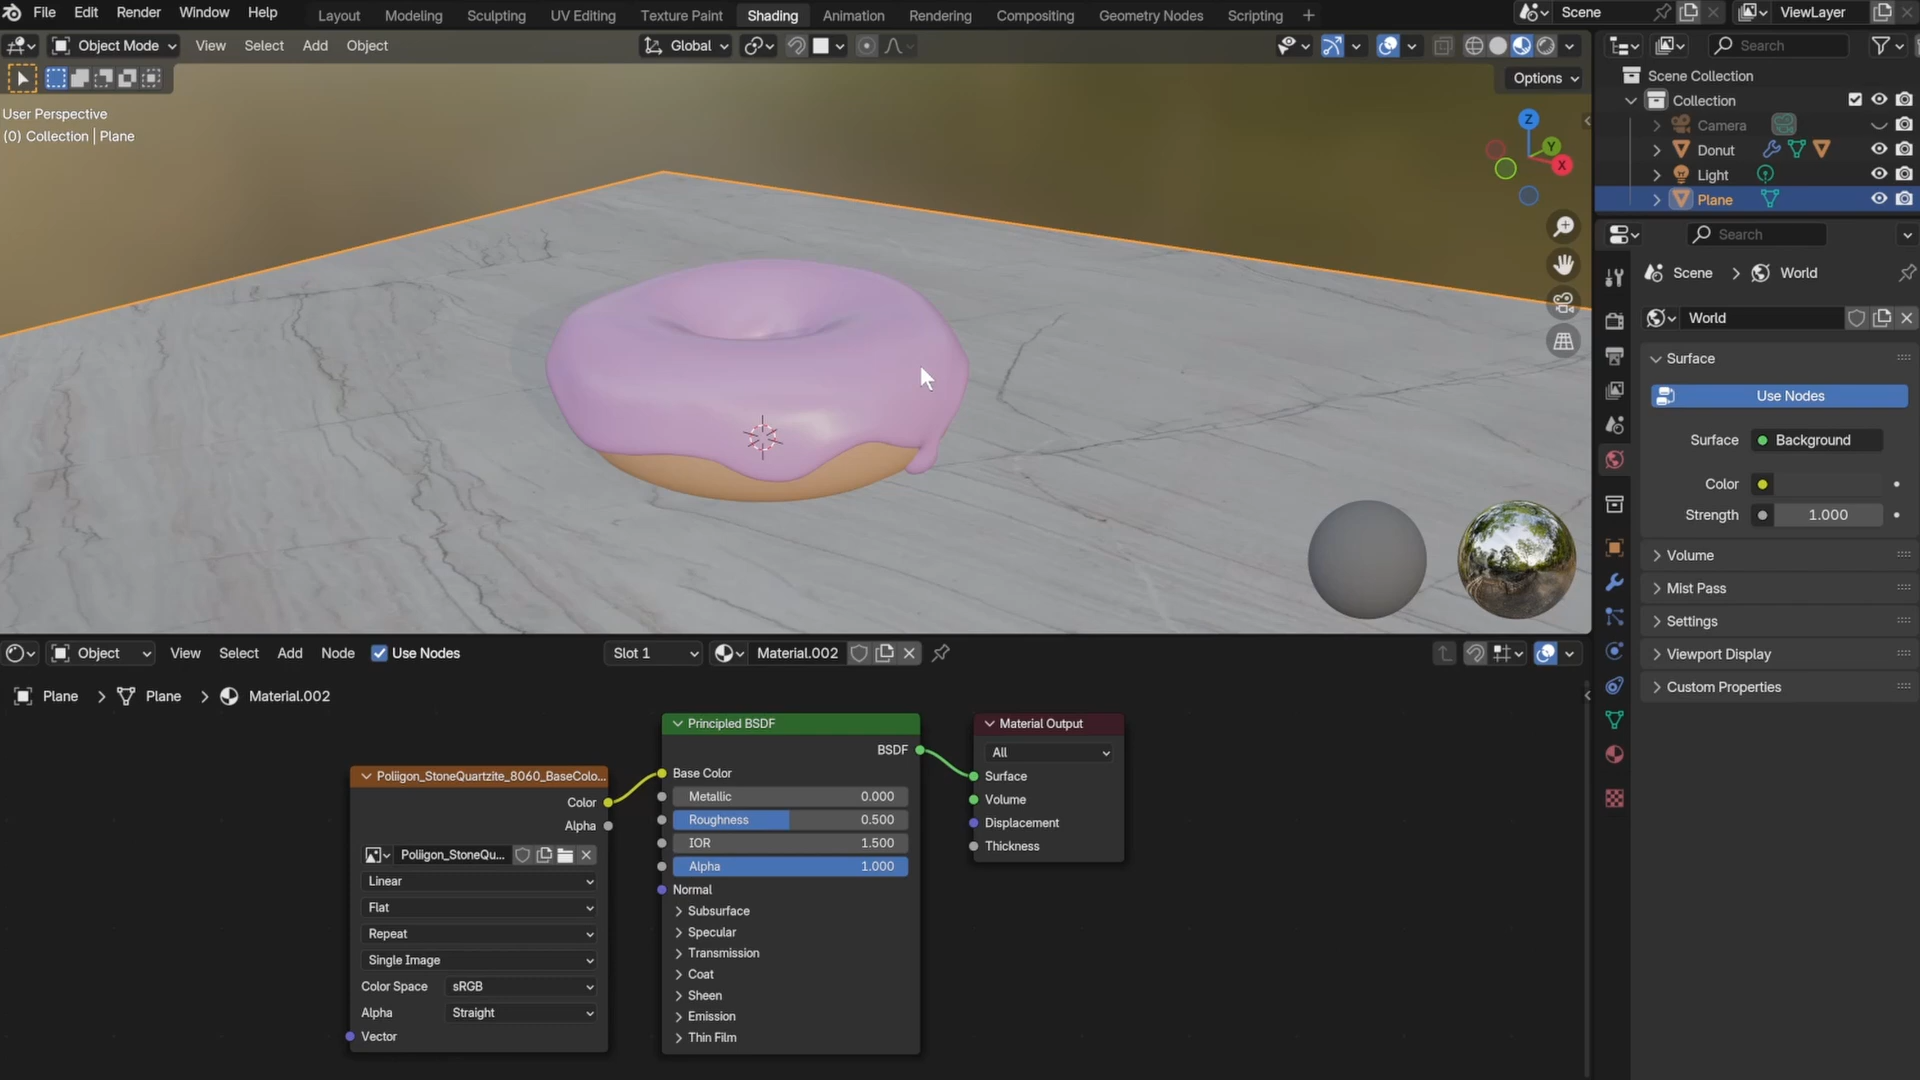 File Edit Render Window Help Layout Modeling Sculpting UV Editing Texture Paint Shading Animation Rendering Compositing Geometry Nodes Scripting + Scene ViewLayer
Object Mode View Select Add Object Global Search
Options
User Perspective
(0) Collection | Plane
Z
Y
X
Scene Collection
Collection
Camera
Donut
Light
Plane
Search
Scene > World
World
Surface
Use Nodes
Surface Background
Color
Strength 1.000
Volume
Mist Pass
Settings
Viewport Display
Custom Properties
Object View Select Add Node Use Nodes Slot 1 Material.002
Plane > Plane > Material.002
Poliigon_StoneQuartzite_8060_BaseColo...
Color
Alpha
Poliigon_StoneQu...
Linear
Flat
Repeat
Single Image
Color Space sRGB
Alpha Straight
Vector
Principled BSDF
BSDF
Base Color
Metallic 0.000
Roughness 0.500
IOR 1.500
Alpha 1.000
Normal
Subsurface
Specular
Transmission
Coat
Sheen
Emission
Thin Film
Material Output
All
Surface
Volume
Displacement
Thickness